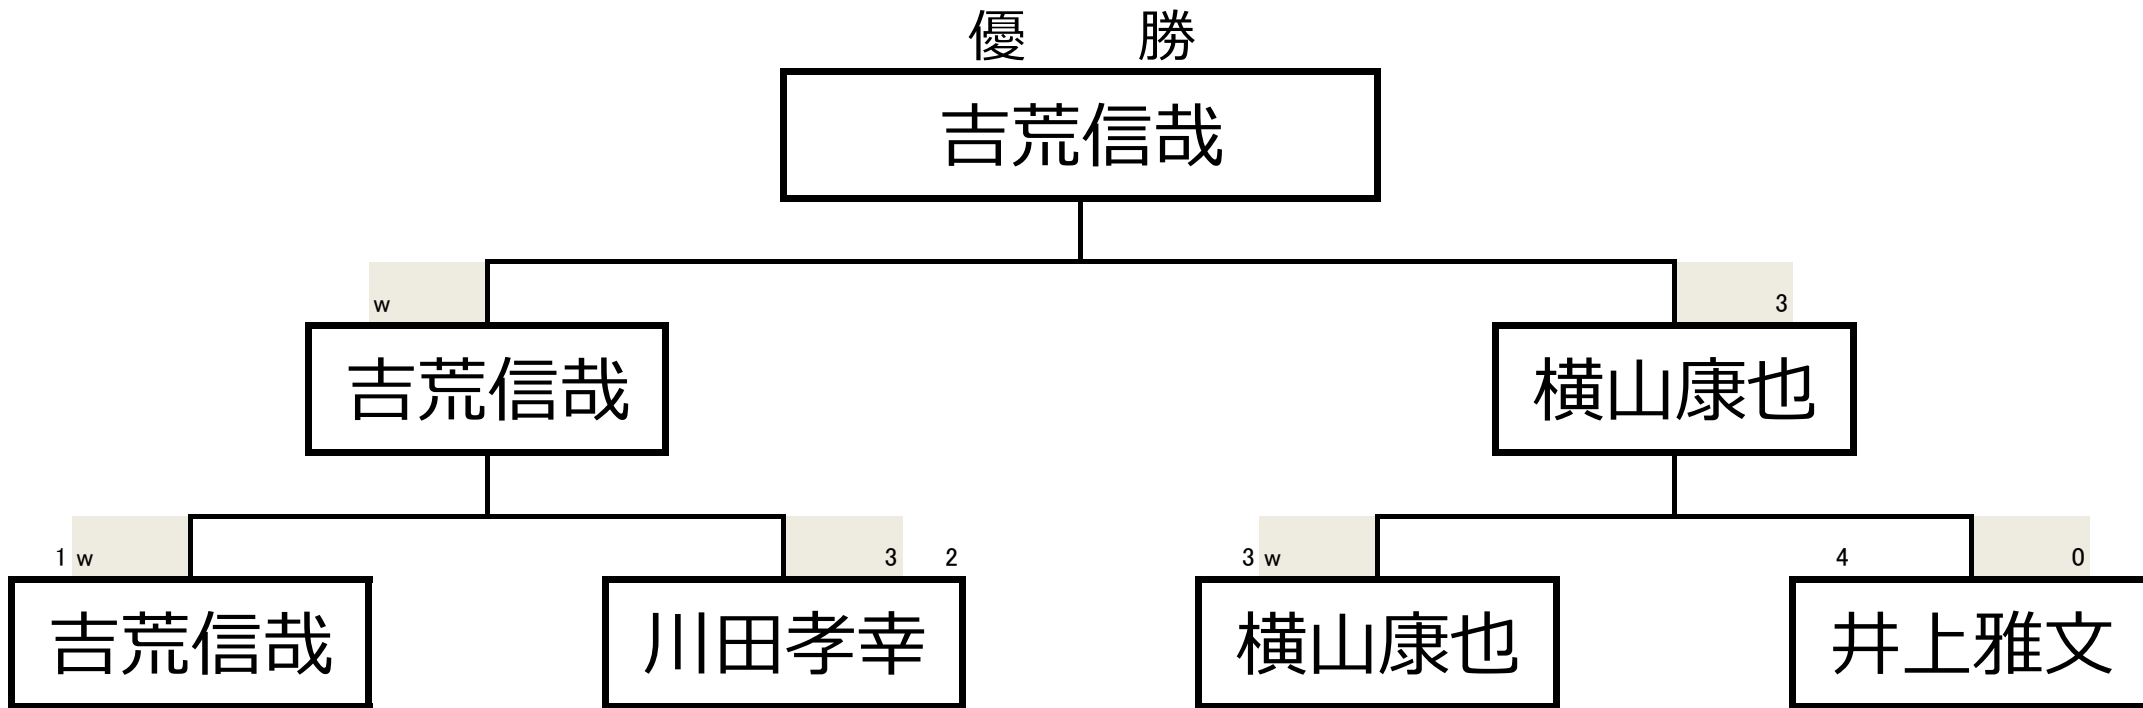 優 勝
吉荒信哉
w 3
吉荒信哉 横山康也
1 w 3 2 3 w 4 0
吉荒信哉 川田孝幸 横山康也 井上雅文